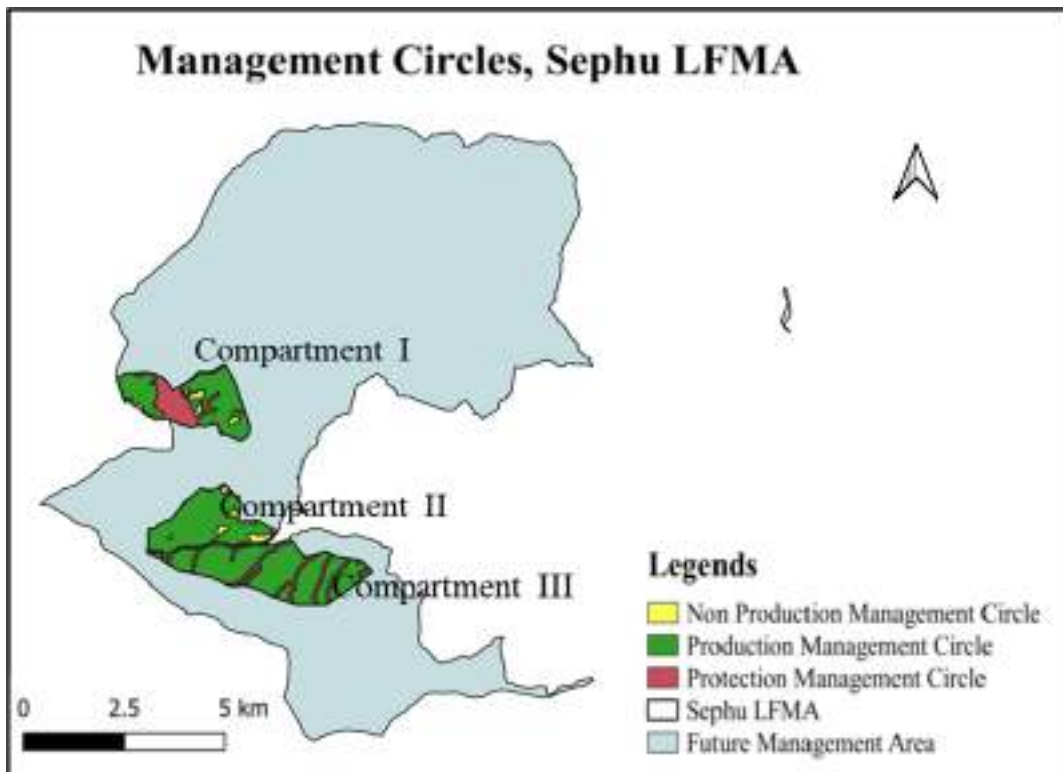 Management Circles, Sephu LFMA
Compartment I
Compartment II
Compartment III
Legends
Non Production Management Circle
Production Management Circle
Protection Management Circle
Sephu LFMA
Future Management Area
0 2.5 5 km